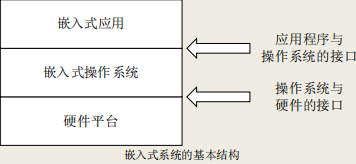 嵌入式应用
应用程序与
操作系统的接口
嵌入式操作系统
操作系统与
硬件的接口
硬件平台
嵌入式系统的基本结构